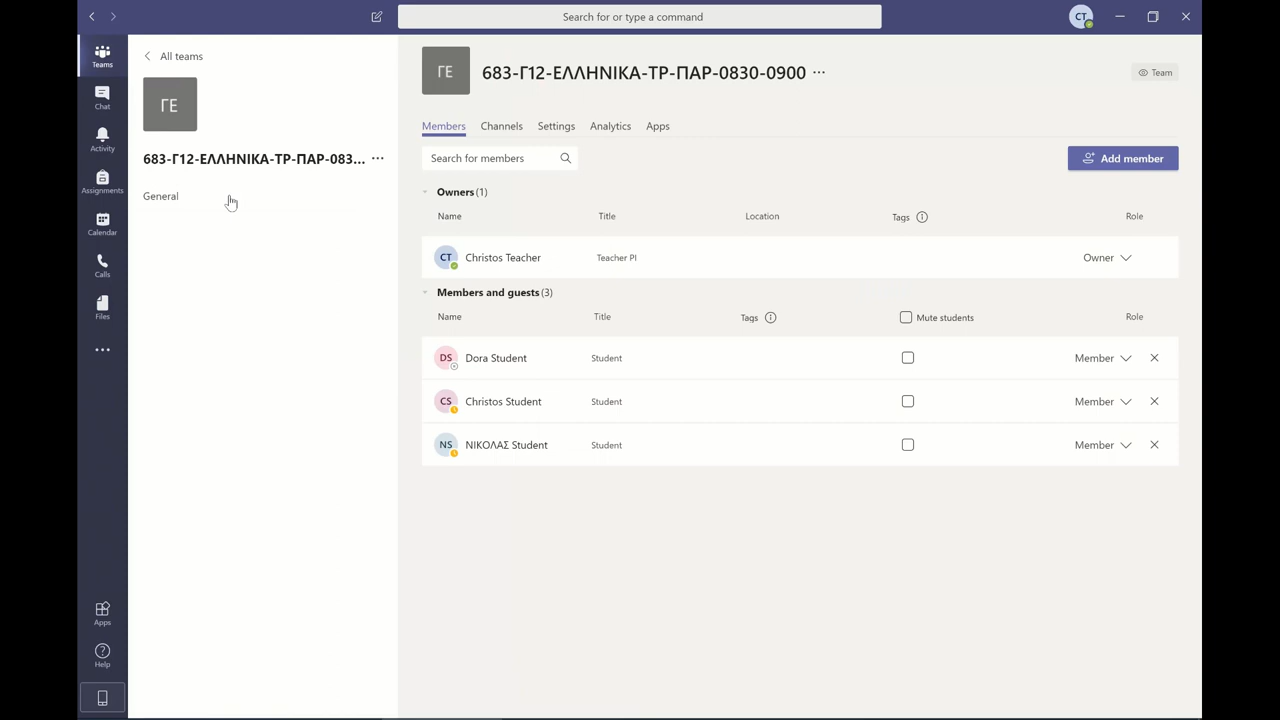 Search for or type a command
CT
Teams
Chat
Activity
Assignments
Calendar
Calls
Files
Apps
Help
All teams
ΓΕ
683-Γ12-ΕΛΛΗΝΙΚΑ-ΤΡ-ΠΑΡ-083...
General
ΓΕ
683-Γ12-ΕΛΛΗΝΙΚΑ-ΤΡ-ΠΑΡ-0830-0900
Team
Members Channels Settings Analytics Apps
Search for members
Add member
Owners (1)
Name Title Location Tags Role
CT Christos Teacher Teacher PI Owner
Members and guests (3)
Name Title Tags Mute students Role
DS Dora Student Student Member
CS Christos Student Student Member
NS ΝΙΚΟΛΑΣ Student Student Member